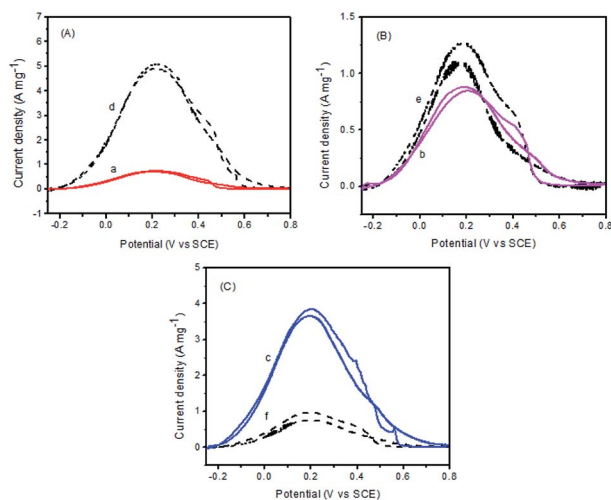 (A)
Current density (A mg⁻¹)
6
5
4
3
2
1
0
-1
d
a
-0.2 0.0 0.2 0.4 0.6 0.8
Potential (V vs SCE)
(B)
Current density (A mg⁻¹)
1.5
1.0
0.5
0.0
e
b
-0.2 0.0 0.2 0.4 0.6 0.8
Potential (V vs SCE)
(C)
Current density (A mg⁻¹)
5
4
3
2
1
0
c
f
-0.2 0.0 0.2 0.4 0.6 0.8
Potential (V vs SCE)